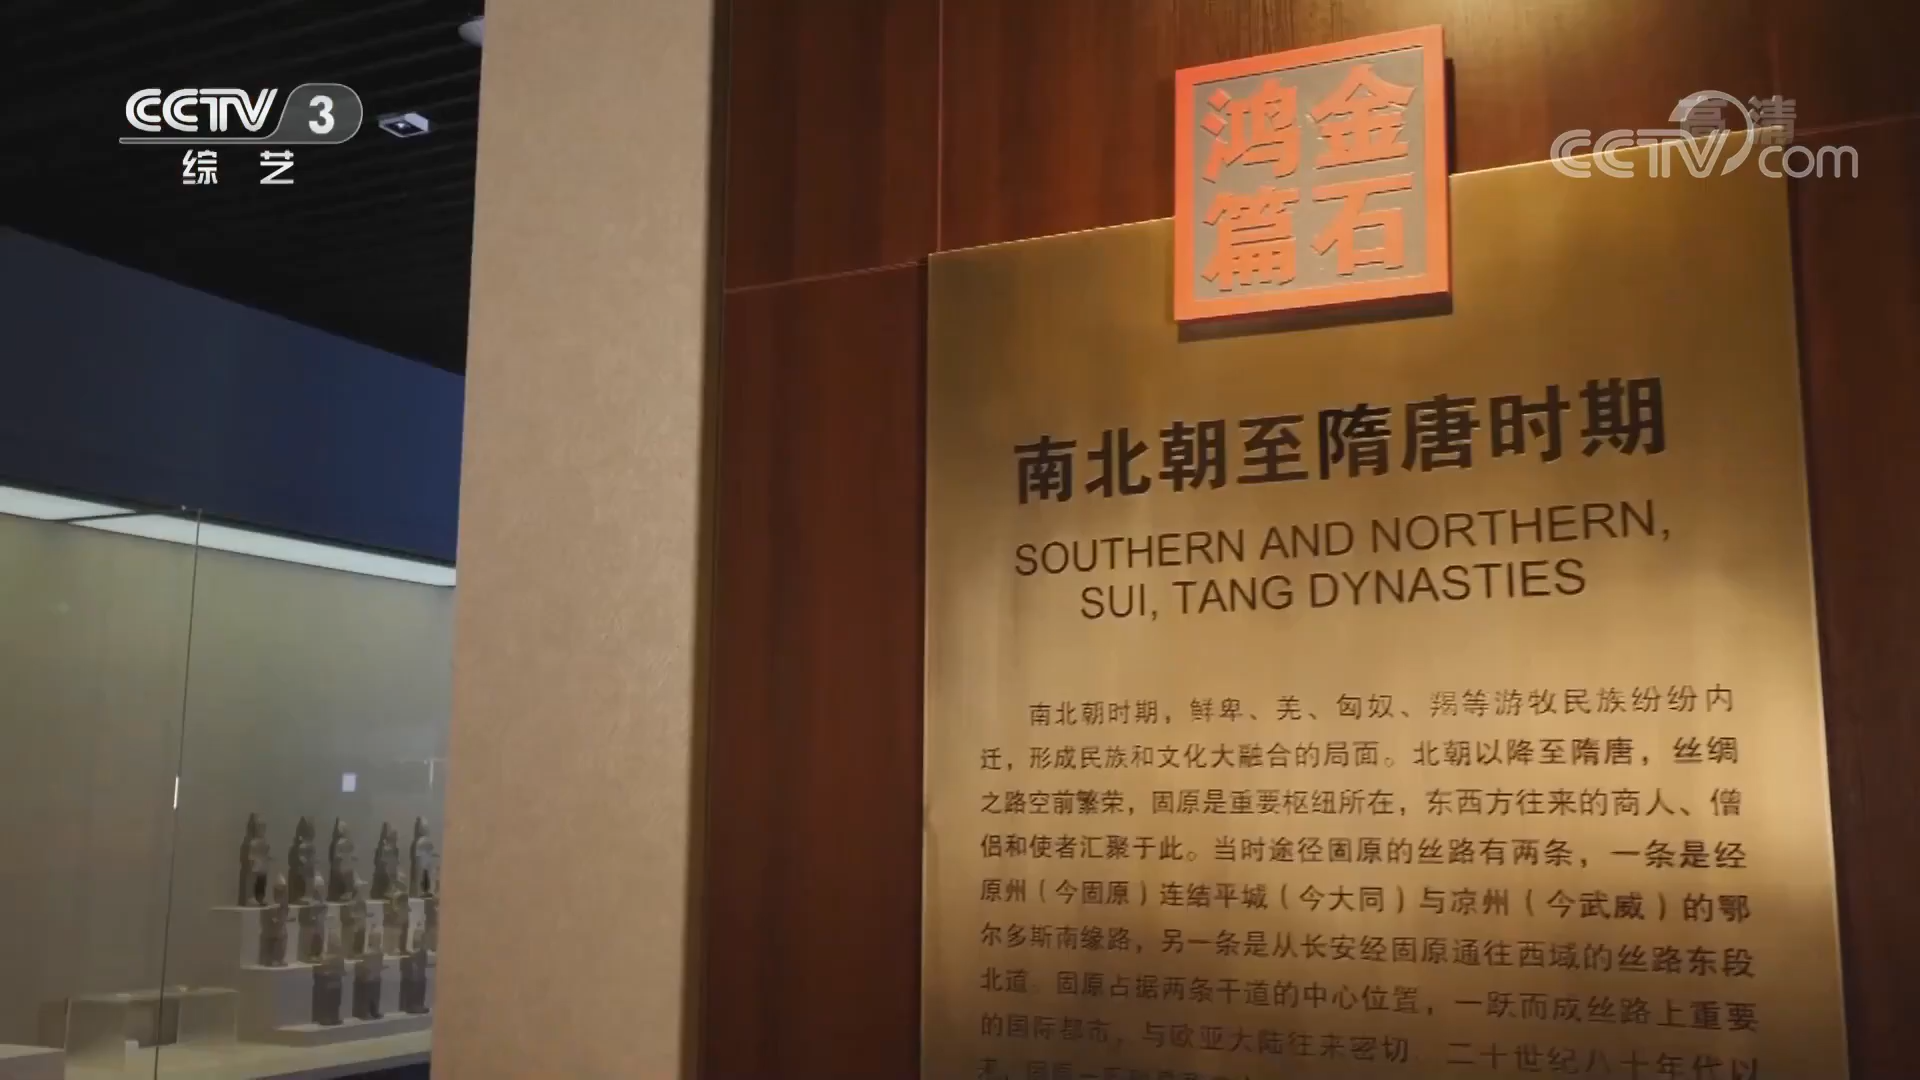 CCTV 3
综艺
高清
CCTV.com
金石
鸿篇
南北朝至隋唐时期
SOUTHERN AND NORTHERN,
SUI, TANG DYNASTIES
南北朝时期，鲜卑、羌、匈奴、羯等游牧民族纷纷内
迁，形成民族和文化大融合的局面。北朝以降至隋唐，丝绸
之路空前繁荣，固原是重要枢纽所在，东西方往来的商人、僧
侣和使者汇聚于此。当时途径固原的丝路有两条，一条是经
原州（今固原）连结平城（今大同）与凉州（今武威）的鄂
尔多斯南缘路，另一条是从长安经固原通往西域的丝路东段
北道。固原占据两条干道的中心位置，一跃而成丝路上重要
的国际都市，与欧亚大陆往来密切。二十世纪八十年代以
来，固原